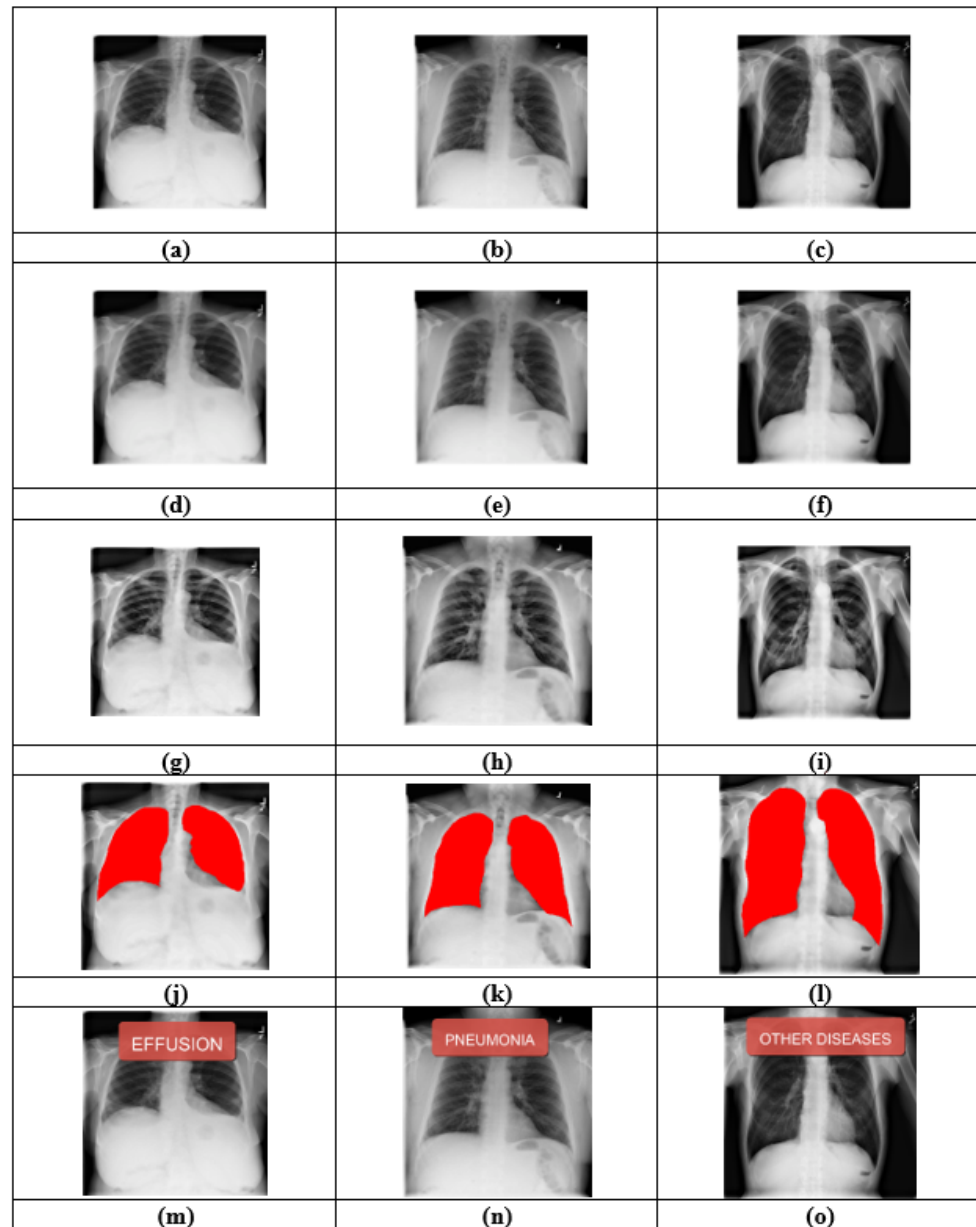 (a) (b) (c)
(d) (e) (f)
(g) (h) (i)
(j) (k) (l)
EFFUSION PNEUMONIA OTHER DISEASES
(m) (n) (o)